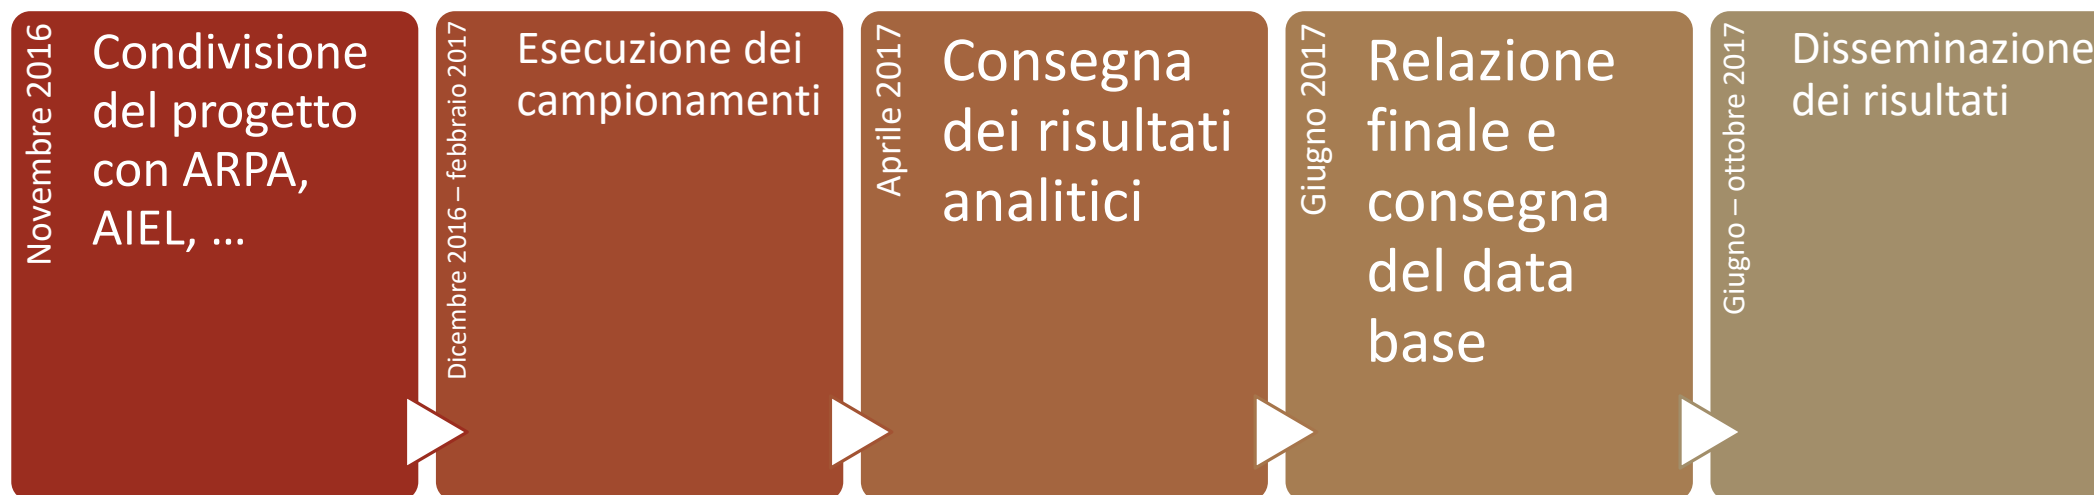 Novembre 2016
Condivisione
del progetto
con ARPA,
AIEL, ...
Dicembre 2016 – febbraio 2017
Esecuzione dei
campionamenti
Aprile 2017
Consegna
dei risultati
analitici
Giugno 2017
Relazione
finale e
consegna
del data
base
Giugno – ottobre 2017
Disseminazione
dei risultati